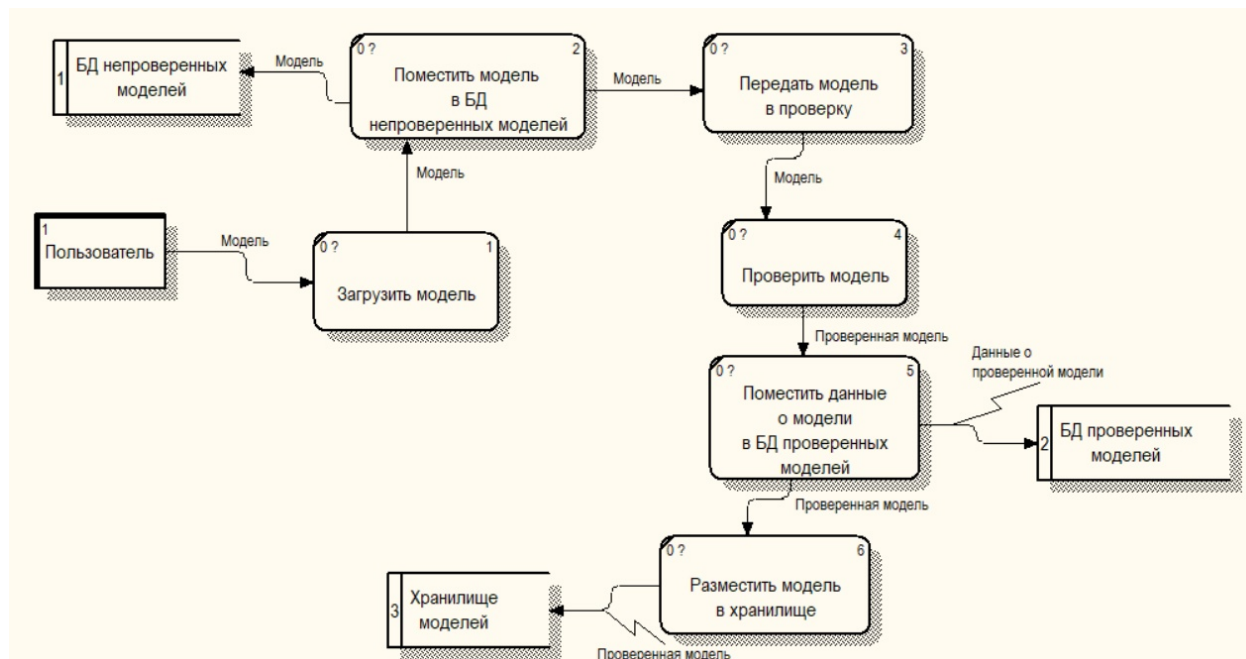 0 ?
2
Поместить модель
в БД
непроверенных моделей
0 ?
3
Передать модель
в проверку
1
БД непроверенных
моделей
Модель
Модель
Модель
Модель
1
Пользователь
Модель
0 ?
1
Загрузить модель
0 ?
4
Проверить модель
Проверенная модель
0 ?
5
Поместить данные
о модели
в БД проверенных
моделей
Данные о
проверенной модели
2
БД проверенных
моделей
Проверенная модель
0 ?
6
Разместить модель
в хранилище
3
Хранилище
моделей
Проверенная модель